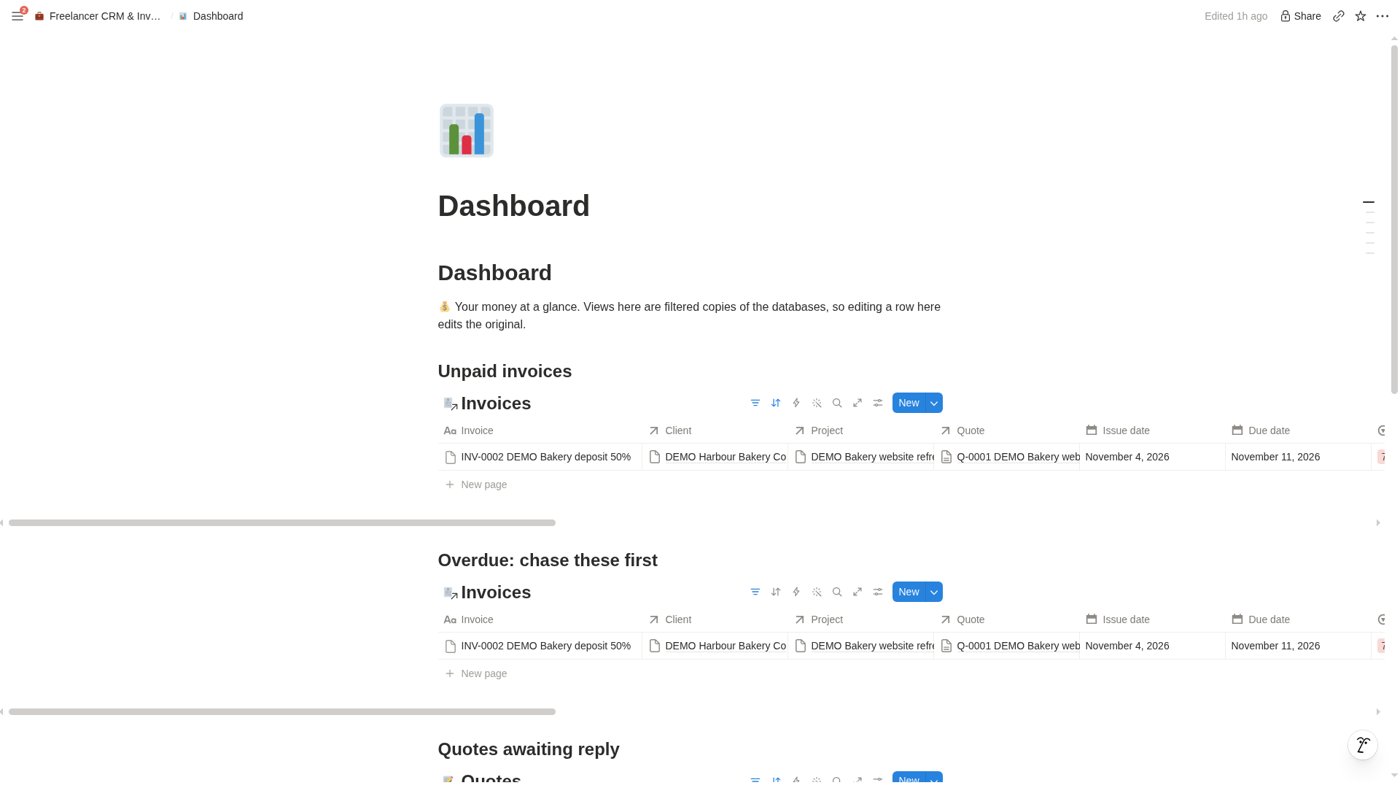 2
Freelancer CRM & Inv… / Dashboard
Edited 1h ago Share
Dashboard
Dashboard
💰 Your money at a glance. Views here are filtered copies of the databases, so editing a row here
edits the original.
Unpaid invoices
Invoices
New
Aa Invoice Client Project Quote Issue date Due date
INV-0002 DEMO Bakery deposit 50% DEMO Harbour Bakery Co DEMO Bakery website refre Q-0001 DEMO Bakery web November 4, 2026 November 11, 2026
New page
Overdue: chase these first
Invoices
New
Aa Invoice Client Project Quote Issue date Due date
INV-0002 DEMO Bakery deposit 50% DEMO Harbour Bakery Co DEMO Bakery website refre Q-0001 DEMO Bakery web November 4, 2026 November 11, 2026
New page
Quotes awaiting reply
Quotes
New